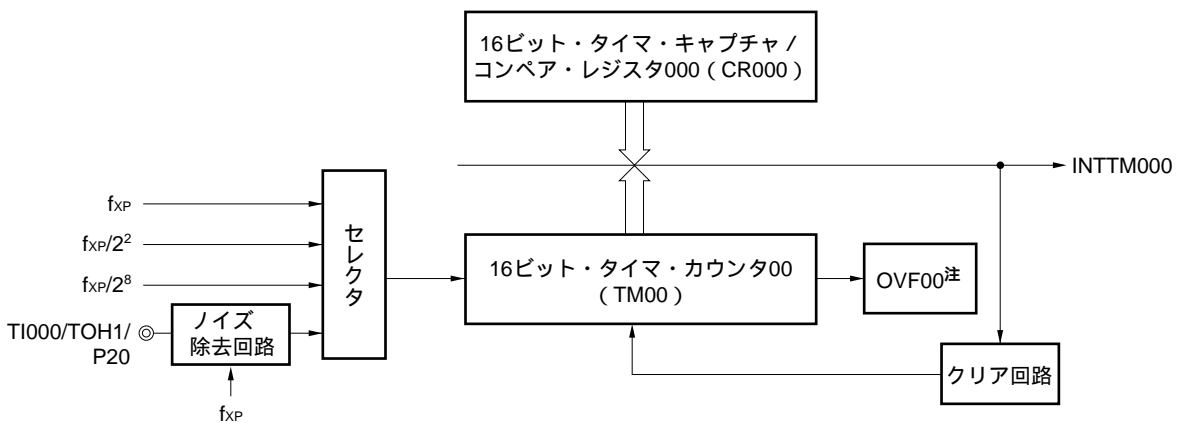 16ビット・タイマ・キャプチャ /
コンペア・レジスタ000 ( CR000 )
INTTM000
fXP
fXP/2²
fXP/2⁸
TI000/TOH1/
P20
ノイズ
除去回路
fXP
セレクタ
16ビット・タイマ・カウンタ00
( TM00 )
OVF00注
クリア回路